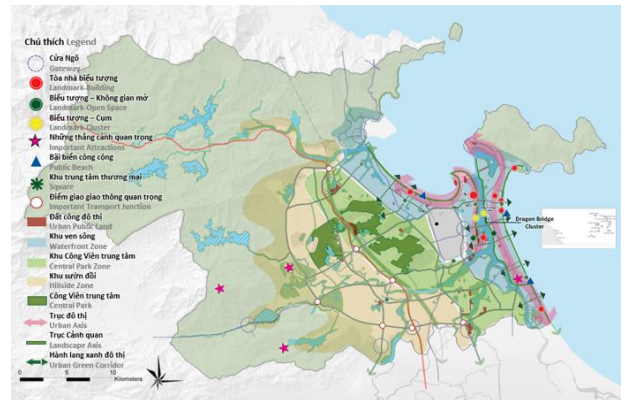 Chú thích Legend
Cửa Ngõ
Gateway
Tòa nhà biểu tượng
Landmark-Building
Biểu tượng – Không gian mở
Landmark-Open Space
Biểu tượng – Cụm
Landmark-Cluster
Những thắng cảnh quan trọng
Important Attractions
Bãi biển công cộng
Public Beach
Khu trung tâm thương mại
Square
Điểm giao giao thông quan trọng
Important Transport Junction
Đất công đô thị
Urban Public Land
Khu ven sông
Waterfront Zone
Khu Công Viên trung tâm
Central Park Zone
Khu sườn đồi
Hillside Zone
Công Viên trung tâm
Central Park
Trục đô thị
Urban Axis
Trục Cảnh quan
Landscape Axis
Hành lang xanh đô thị
Urban Green Corridor
0 5 10
Kilometers
Dragon Bridge
Cluster